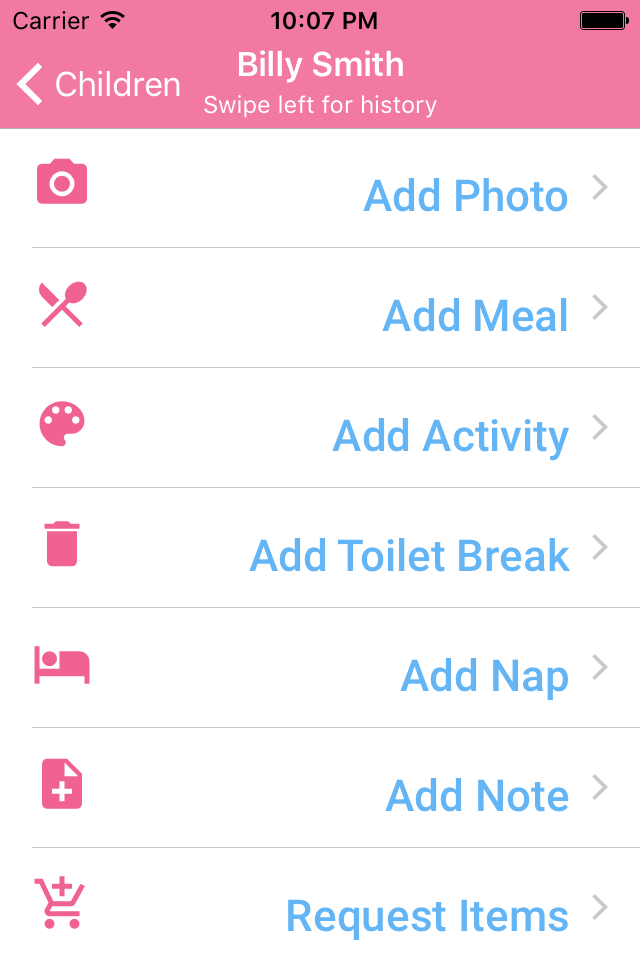 Carrier 10:07 PM
Billy Smith
Children
Swipe left for history
Add Photo
Add Meal
Add Activity
Add Toilet Break
Add Nap
Add Note
Request Items